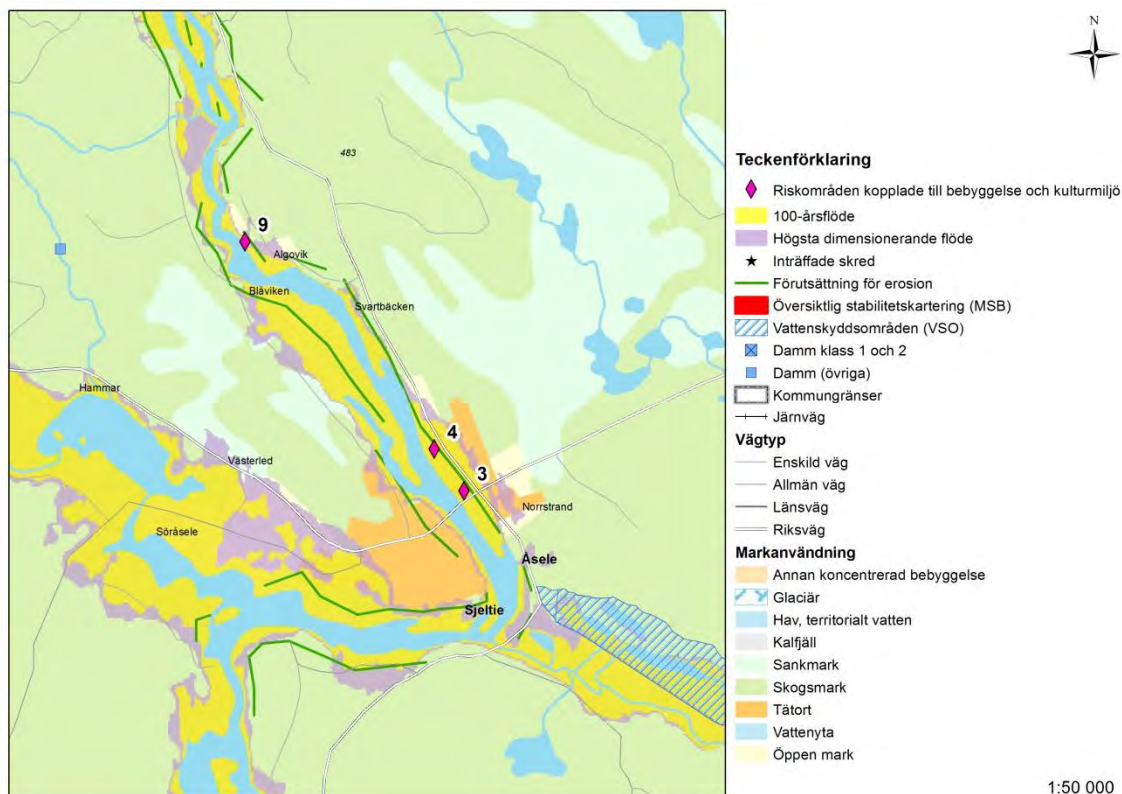 N
483
9
Algovik
Blåviken
Svartbäcken
Hammar
4
Västerled
3
Norrstrand
Söråsele
Åsele
Sjeltie
Teckenförklaring
Riskområden kopplade till bebyggelse och kulturmiljö
100-årsflöde
Högsta dimensionerande flöde
Inträffade skred
Förutsättning för erosion
Översiktlig stabilitetskartering (MSB)
Vattenskyddsområden (VSO)
Damm klass 1 och 2
Damm (övriga)
Kommungränser
Järnväg
Vägtyp
Enskild väg
Allmän väg
Länsväg
Riksväg
Markanvändning
Annan koncentrerad bebyggelse
Glaciär
Hav, territorialt vatten
Kalfjäll
Sankmark
Skogsmark
Tätort
Vattenyta
Öppen mark
1:50 000